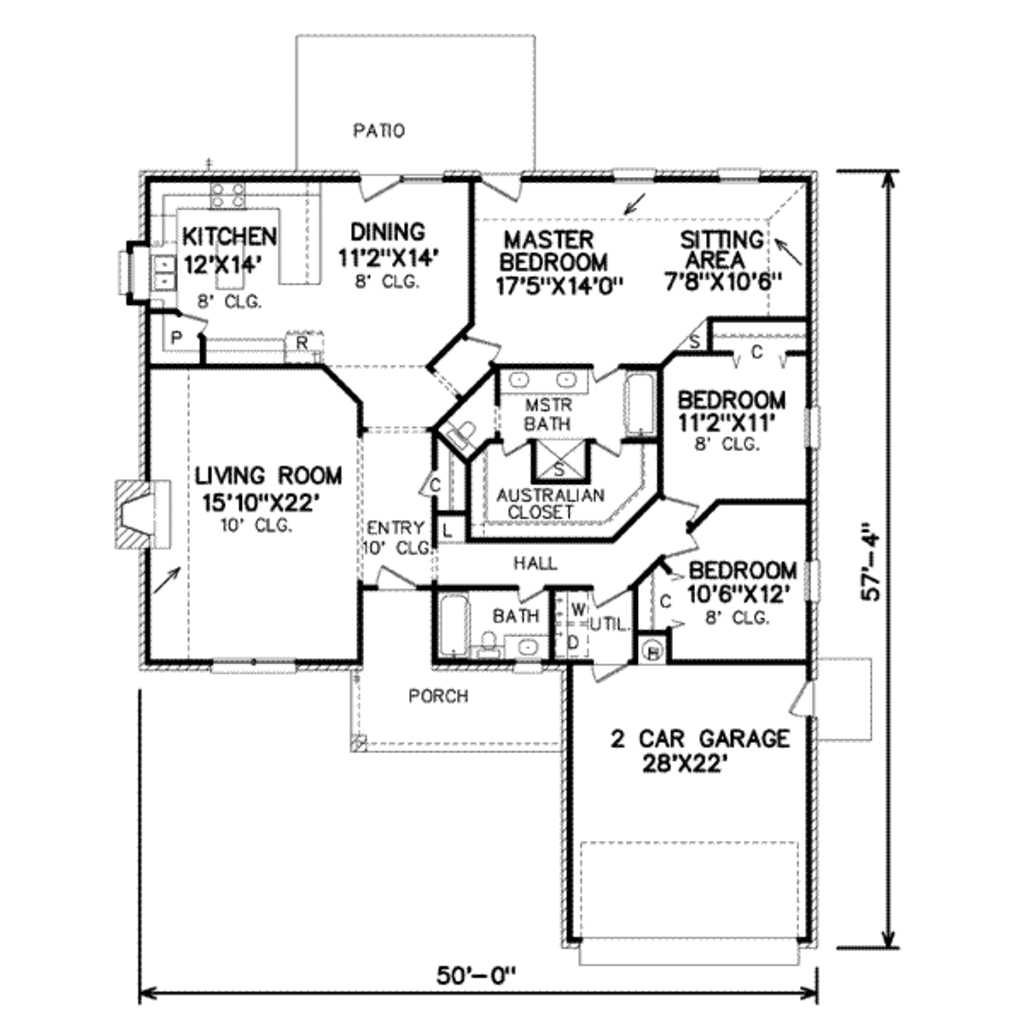 PATIO
KITCHEN
12'X14'
8' CLG.
DINING
11'2"X14'
8' CLG.
MASTER
BEDROOM
17'5"X14'0"
SITTING
AREA
7'8"X10'6"
P
R
S
C
MSTR
BATH
BEDROOM
11'2"X11'
8' CLG.
LIVING ROOM
15'10"X22'
10' CLG.
C
S
AUSTRALIAN
CLOSET
ENTRY
10' CLG.
L
HALL
BEDROOM
10'6"X12'
8' CLG.
C
BATH
W
D
UTIL.
H
PORCH
2 CAR GARAGE
28'X22'
57'-4"
50'-0"